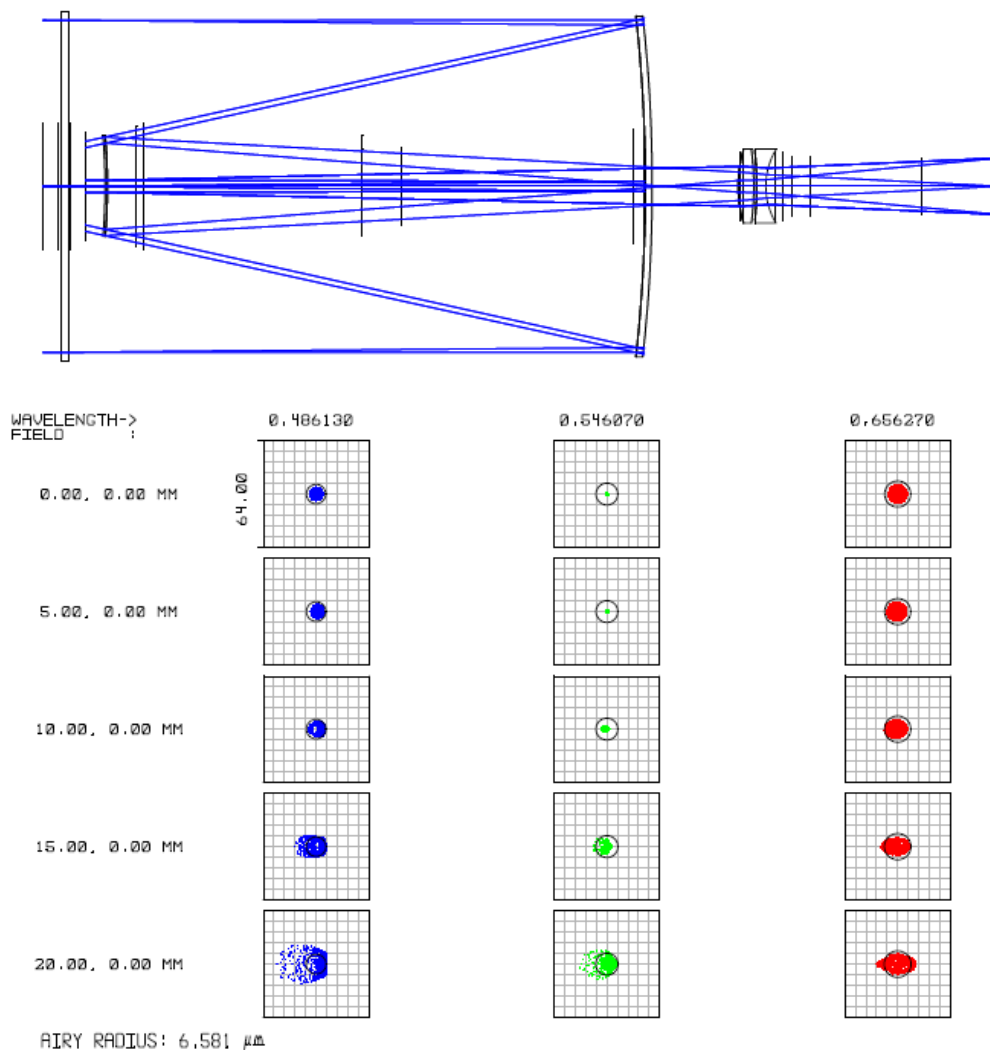 WAVELENGTH-> 0.486130 0.546070 0.656270
FIELD :
0.00, 0.00 MM
64.00
5.00, 0.00 MM
10.00, 0.00 MM
15.00, 0.00 MM
20.00, 0.00 MM
AIRY RADIUS: 6.581 µm